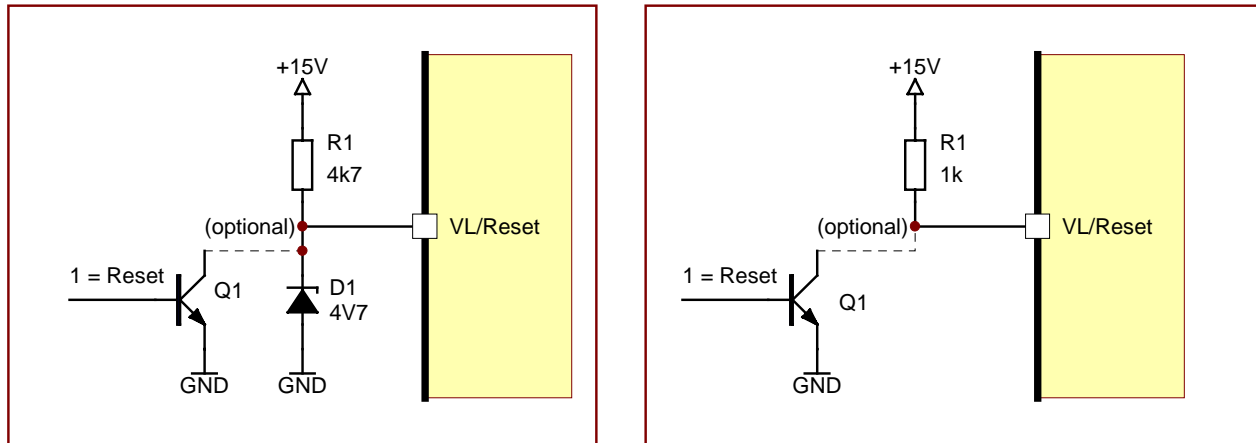 +15V
R1
4k7
(optional)
VL/Reset
1 = Reset
Q1
D1
4V7
GND
GND
+15V
R1
1k
(optional)
VL/Reset
1 = Reset
Q1
GND